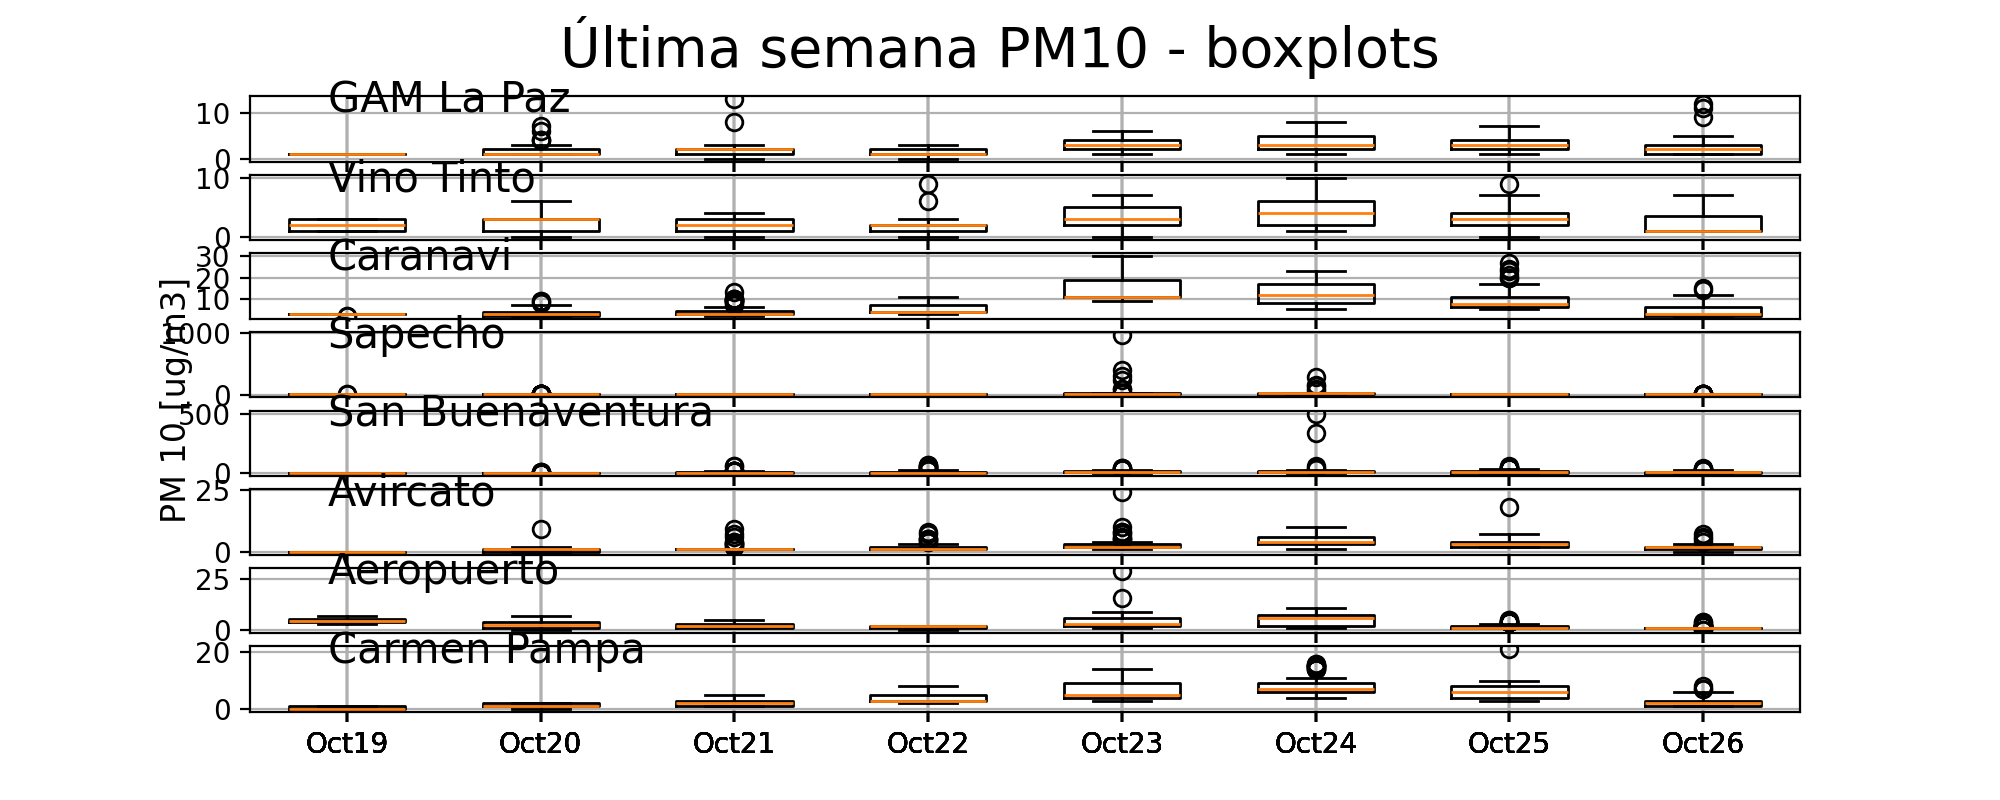 Última semana PM10 - boxplots
GAM La Paz
10
0
Vino Tinto
10
0
Caranavi
30
20
10
Sapecho
1000
0
San Buenaventura
500
0
Avircato
25
0
Aeropuerto
25
0
Carmen Pampa
20
0
PM 10 [ug/m3]
Oct19 Oct20 Oct21 Oct22 Oct23 Oct24 Oct25 Oct26